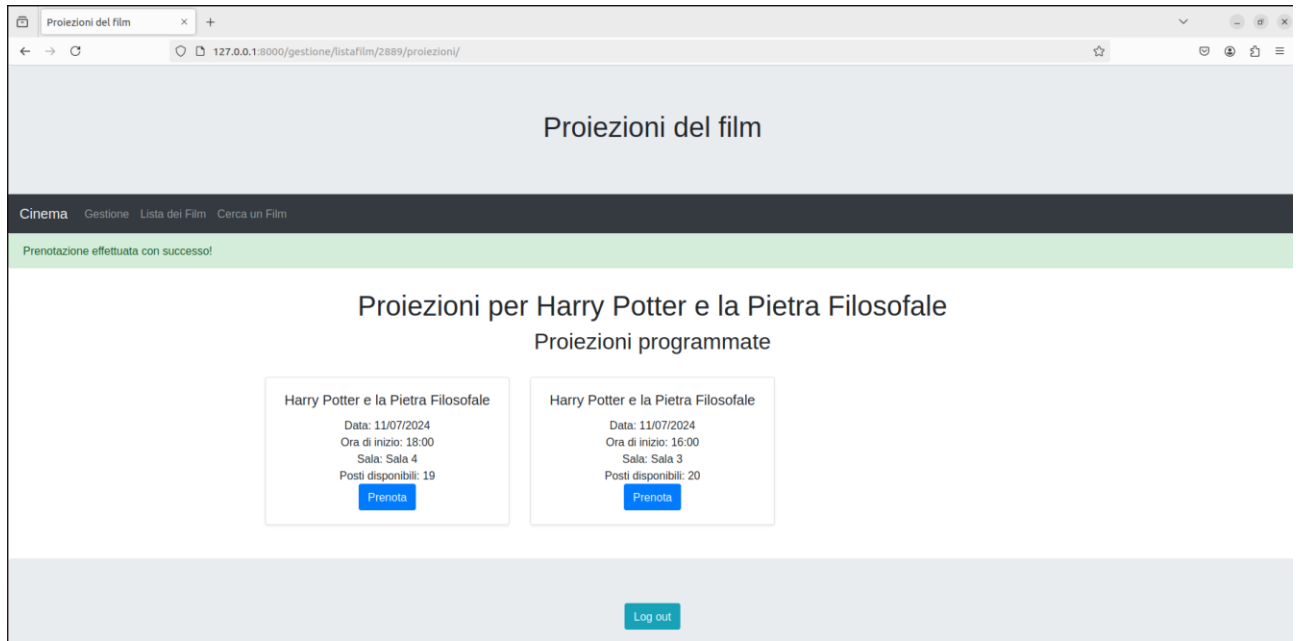 Proiezioni del film
127.0.0.1:8000/gestione/listafilm/2889/proiezioni/
Proiezioni del film
Cinema Gestione Lista dei Film Cerca un Film
Prenotazione effettuata con successo!
Proiezioni per Harry Potter e la Pietra Filosofale
Proiezioni programmate
Harry Potter e la Pietra Filosofale
Data: 11/07/2024
Ora di inizio: 18:00
Sala: Sala 4
Posti disponibili: 19
Prenota
Harry Potter e la Pietra Filosofale
Data: 11/07/2024
Ora di inizio: 16:00
Sala: Sala 3
Posti disponibili: 20
Prenota
Log out